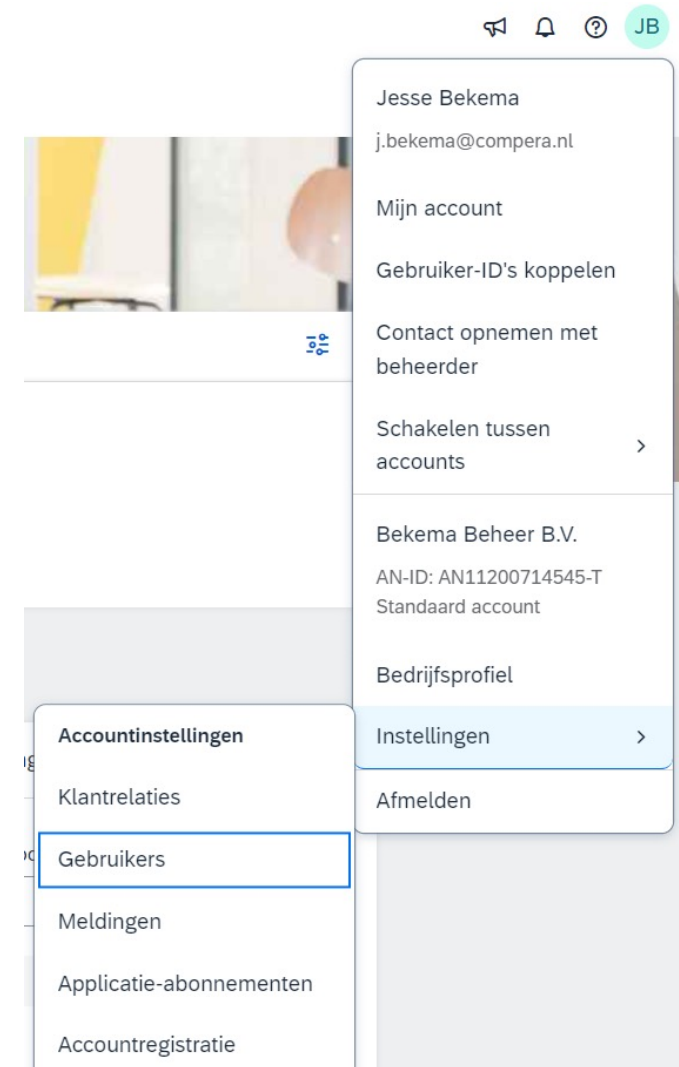 JB
Jesse Bekema
j.bekema@compera.nl
Mijn account
Gebruiker-ID's koppelen
Contact opnemen met
beheerder
Schakelen tussen
accounts
Bekema Beheer B.V.
AN-ID: AN11200714545-T
Standaard account
Bedrijfsprofiel
Instellingen
Afmelden
Accountinstellingen
Klantrelaties
Gebruikers
Meldingen
Applicatie-abonnementen
Accountregistratie